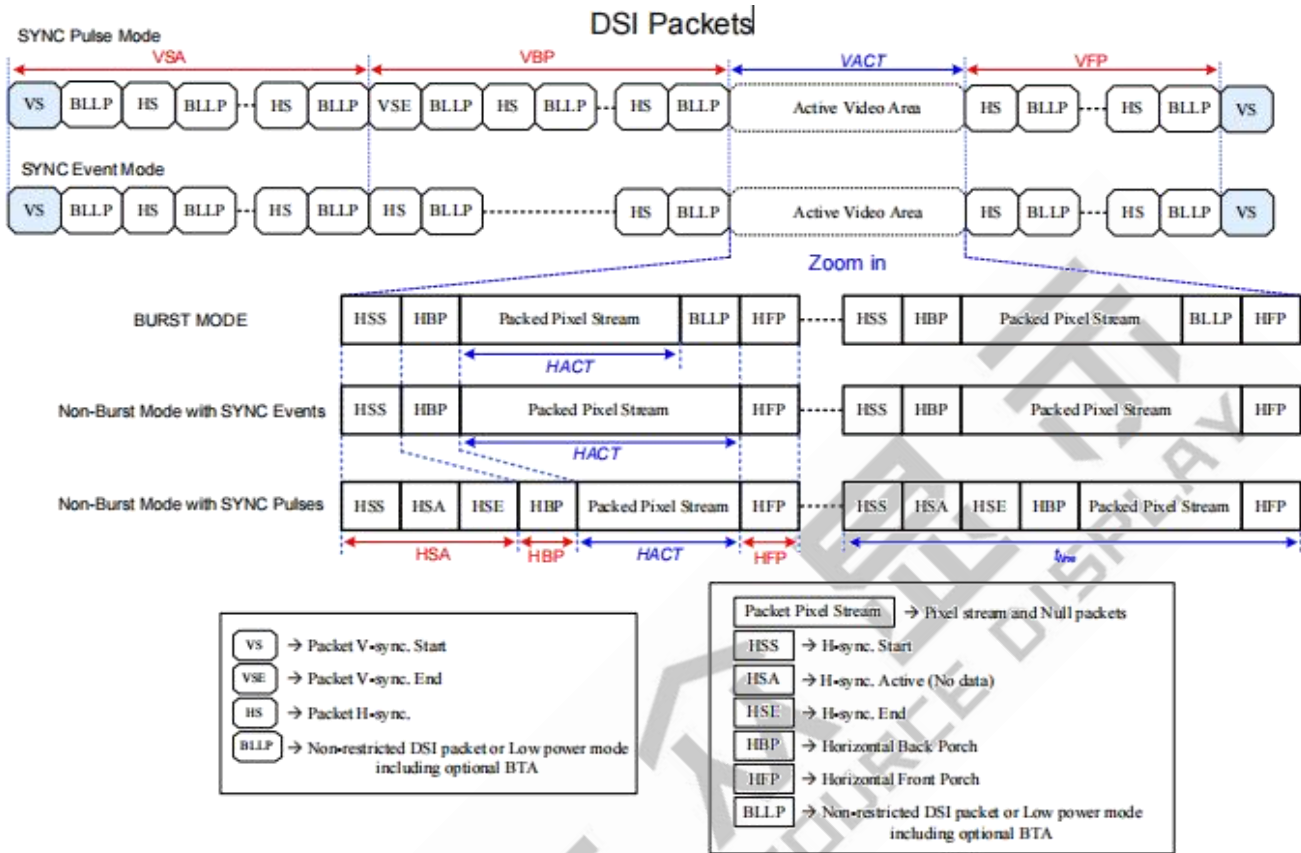 DSI Packets
SYNC Pulse Mode
VSA VBP VACT VFP
VS BLLP HS BLLP HS BLLP VSE BLLP HS BLLP HS BLLP Active Video Area HS BLLP HS BLLP VS
SYNC Event Mode
VS BLLP HS BLLP HS BLLP HS BLLP HS BLLP Active Video Area HS BLLP HS BLLP VS
Zoom in
BURST MODE HSS HBP Packed Pixel Stream BLLP HFP HSS HBP Packed Pixel Stream BLLP HFP
HACT
Non-Burst Mode with SYNC Events HSS HBP Packed Pixel Stream HFP HSS HBP Packed Pixel Stream HFP
HACT
Non-Burst Mode with SYNC Pulses HSS HSA HSE HBP Packed Pixel Stream HFP HSS HSA HSE HBP Packed Pixel Stream HFP
HSA HBP HACT HFP tline
VS → Packet V-sync. Start
VSE → Packet V-sync. End
HS → Packet H-sync.
BLLP → Non-restricted DSI packet or Low power mode
including optional BTA
Packet Pixel Stream → Pixel stream and Null packets
HSS → H-sync. Start
HSA → H-sync. Active (No data)
HSE → H-sync. End
HBP → Horizontal Back Porch
HFP → Horizontal Front Porch
BLLP → Non-restricted DSI packet or Low power mode
including optional BTA
显示
DISPLAY